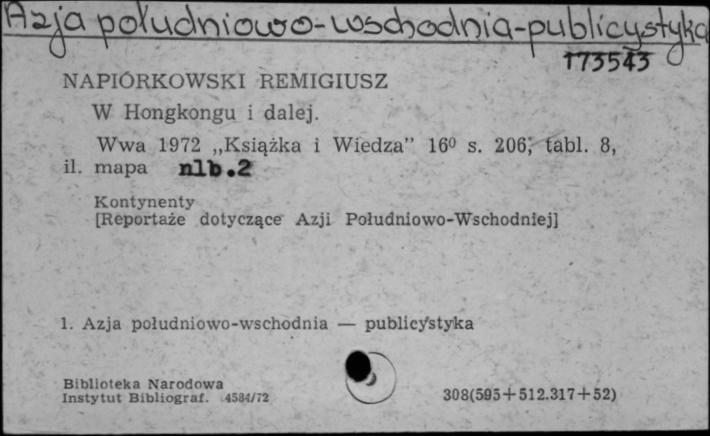 Azja południowo-wschodnia-publicystyka
173543
NAPIÓRKOWSKI REMIGIUSZ
W Hongkongu i dalej.
Wwa 1972 „Książka i Wiedza” 16⁰ s. 206, tabl. 8,
il. mapa nlb.2
Kontynenty
[Reportaże dotyczące Azji Południowo-Wschodniej]
1. Azja południowo-wschodnia — publicystyka
Biblioteka Narodowa
Instytut Bibliograf. 4584/72
308(595+512.317+52)